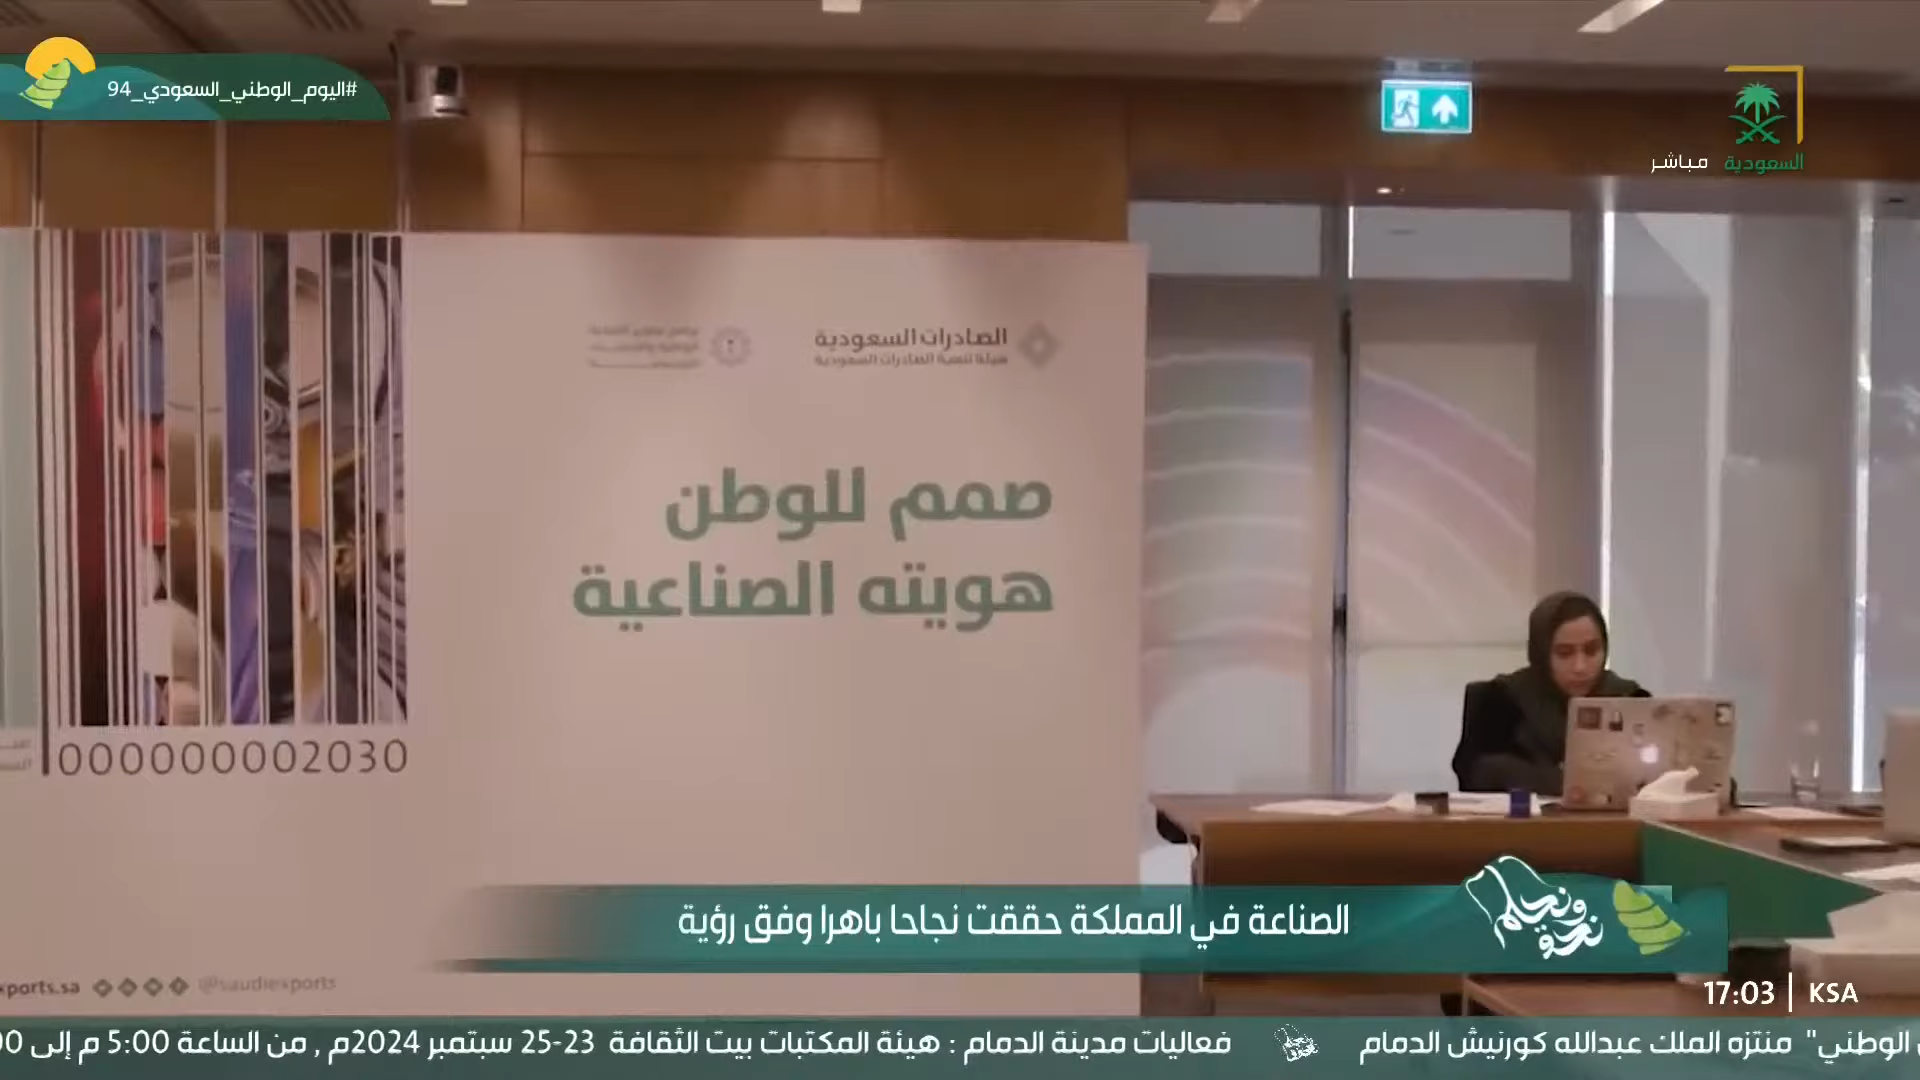 #اليوم_الوطني_السعودي_94
السعودية
مباشر
الصادرات السعودية
هيئة تنمية الصادرات السعودية
صمم للوطن
هويته الصناعية
000000002030
xports.sa
@saudiexports
الصناعة في المملكة حققت نجاحا باهرا وفق رؤية
نحلم ونحقق
17:03 | KSA
الوطني" منتزه الملك عبدالله كورنيش الدمام
فعاليات مدينة الدمام : هيئة المكتبات بيت الثقافة 23-25 سبتمبر 2024م , من الساعة 5:00 م إلى